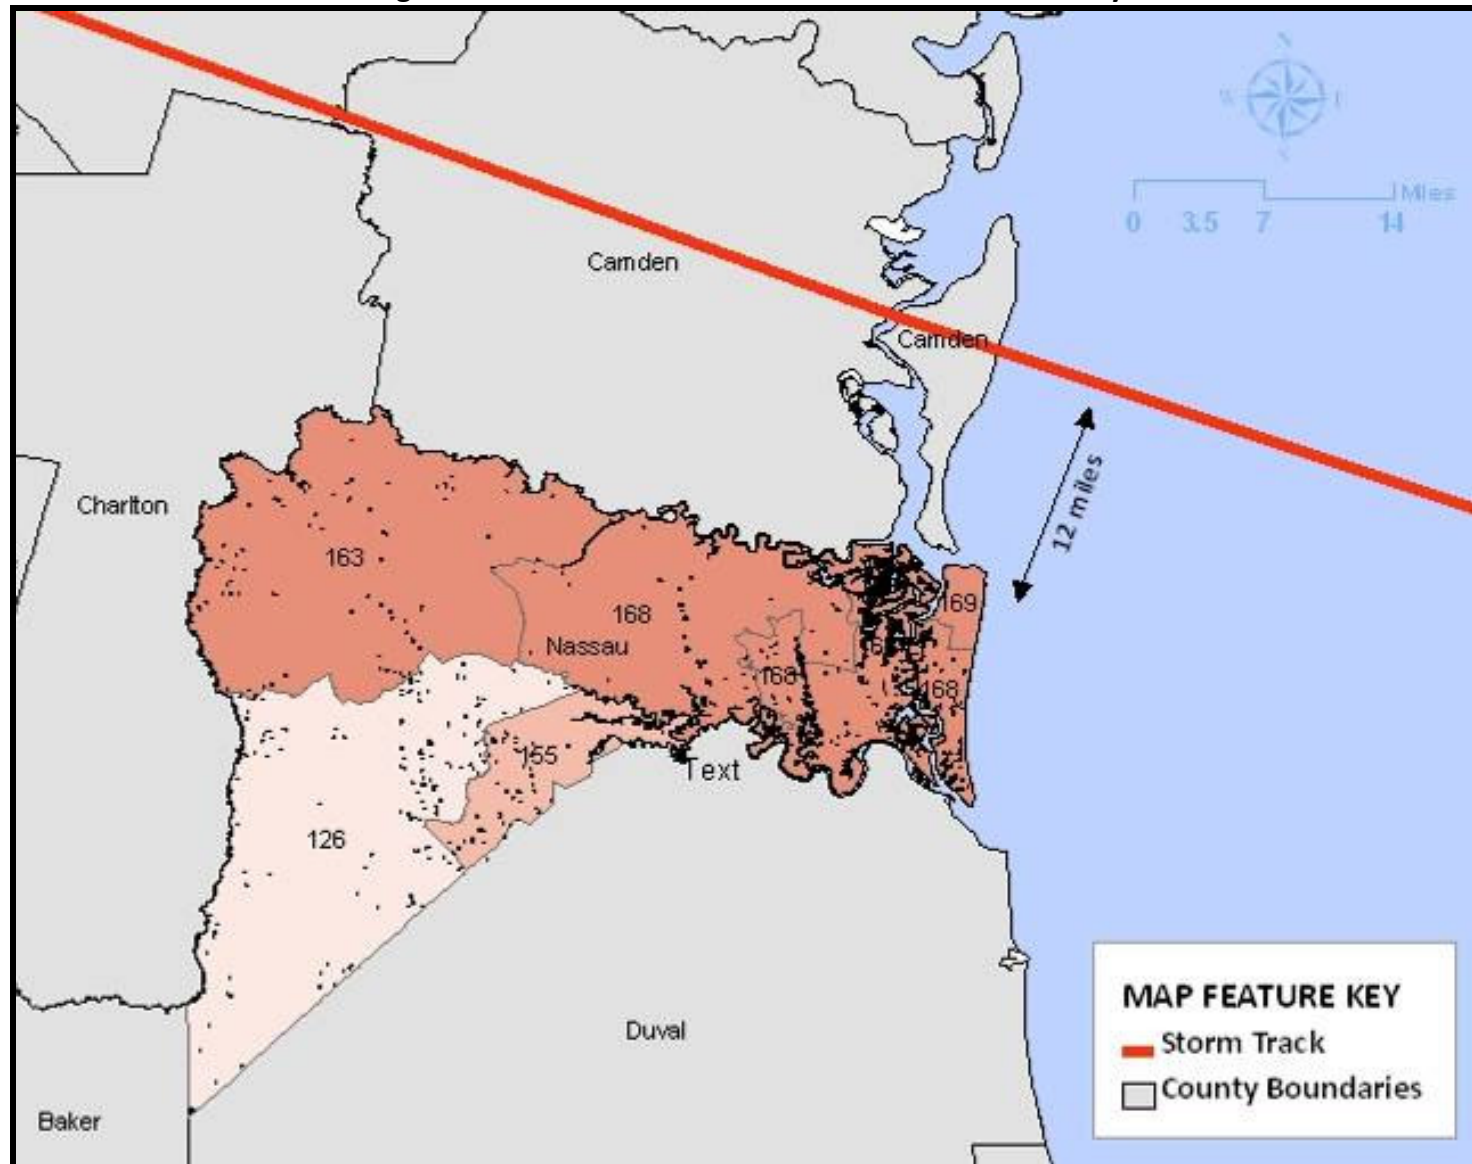 N
W
E
S
Miles
0 3.5 7 14
Camden
Camden
12 miles
Charlton
163
168
169
Nassau
168
168
155
Text
126
MAP FEATURE KEY
Storm Track
County Boundaries
Duval
Baker